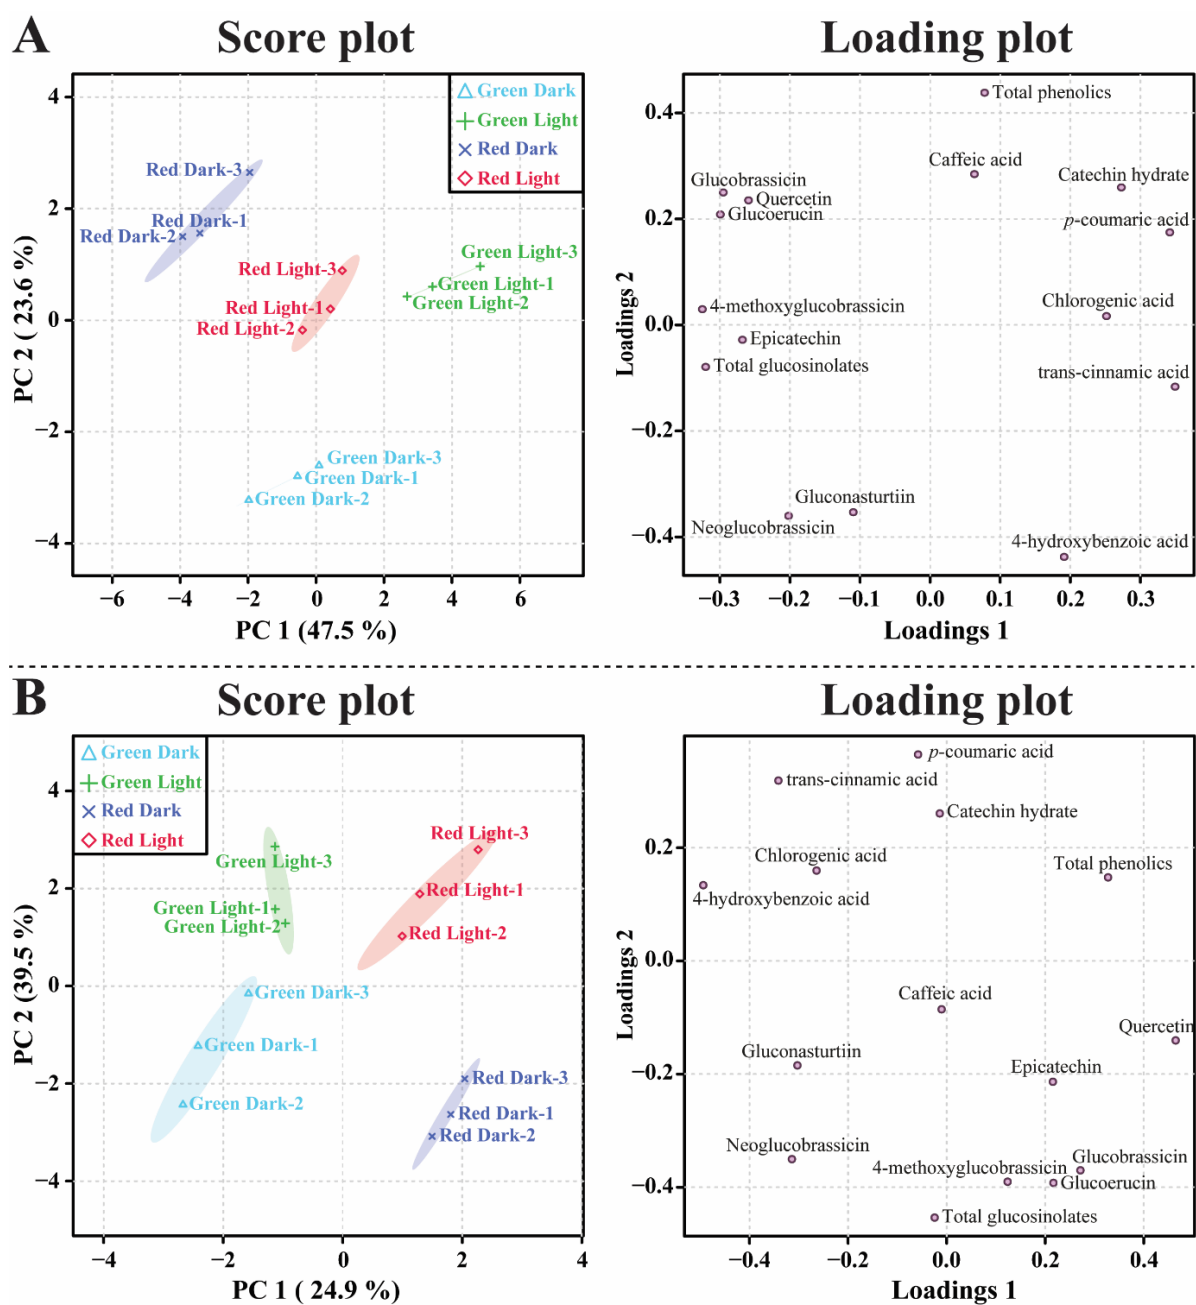 A
Score plot
Loading plot
4
2
0
−2
−4
PC 2 ( 23.6 %)
Green Dark
Green Light
Red Dark
Red Light
Red Dark-3
Red Dark-1
Red Dark-2
Red Light-3
Red Light-1
Red Light-2
Green Light-3
Green Light-1
Green Light-2
Green Dark-3
Green Dark-1
Green Dark-2
−6
−4
−2
0
2
4
6
PC 1 (47.5 %)
0.4
0.2
0.0
−0.2
−0.4
Loadings 2
Total phenolics
Caffeic acid
Catechin hydrate
Glucobrassicin
Quercetin
Glucoerucin
p-coumaric acid
4-methoxyglucobrassicin
Chlorogenic acid
Epicatechin
Total glucosinolates
trans-cinnamic acid
Gluconasturtiin
Neoglucobrassicin
4-hydroxybenzoic acid
−0.3
−0.2
−0.1
0.0
0.1
0.2
0.3
Loadings 1
B
Score plot
Loading plot
4
2
0
−2
−4
PC 2 (39.5 %)
Green Dark
Green Light
Red Dark
Red Light
Red Light-3
Green Light-3
Red Light-1
Green Light-1
Green Light-2
Red Light-2
Green Dark-3
Green Dark-1
Green Dark-2
Red Dark-3
Red Dark-1
Red Dark-2
−4
−2
0
2
4
PC 1 ( 24.9 %)
0.2
0.0
−0.2
−0.4
Loadings 2
p-coumaric acid
trans-cinnamic acid
Catechin hydrate
Chlorogenic acid
Total phenolics
4-hydroxybenzoic acid
Caffeic acid
Quercetin
Gluconasturtiin
Epicatechin
Neoglucobrassicin
Glucobrassicin
4-methoxyglucobrassicin
Glucoerucin
Total glucosinolates
−0.4
−0.2
0.0
0.2
0.4
Loadings 1